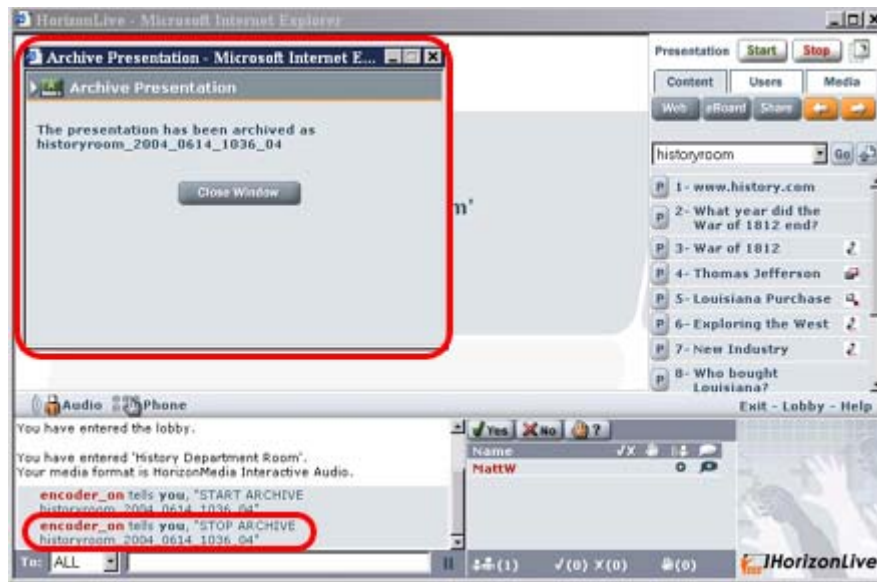 HorizonLive - Microsoft Internet Explorer
Archive Presentation - Microsoft Internet E...
Archive Presentation
The presentation has been archived as
historyroom_2004_0614_1036_04
Close Window
m'
Presentation Start Stop
Content Users Media
Web eBoard Share
historyroom Go
P 1- www.history.com
P 2- What year did the
War of 1812 end?
P 3- War of 1812
P 4- Thomas Jefferson
P 5- Louisiana Purchase
P 6- Exploring the West
P 7- New Industry
P 8- Who bought
Louisiana?
Audio Phone
Exit - Lobby - Help
You have entered the lobby.
You have entered 'History Department Room'.
Your media format is HorizonMedia Interactive Audio.
encoder_on tells you, "START ARCHIVE
historyroom_2004_0614_1036_04"
encoder_on tells you, "STOP ARCHIVE
historyroom_2004_0614_1036_04"
To: ALL
Yes No ?
Name
MattW
(1) √(0) X(0) (0)
HorizonLive